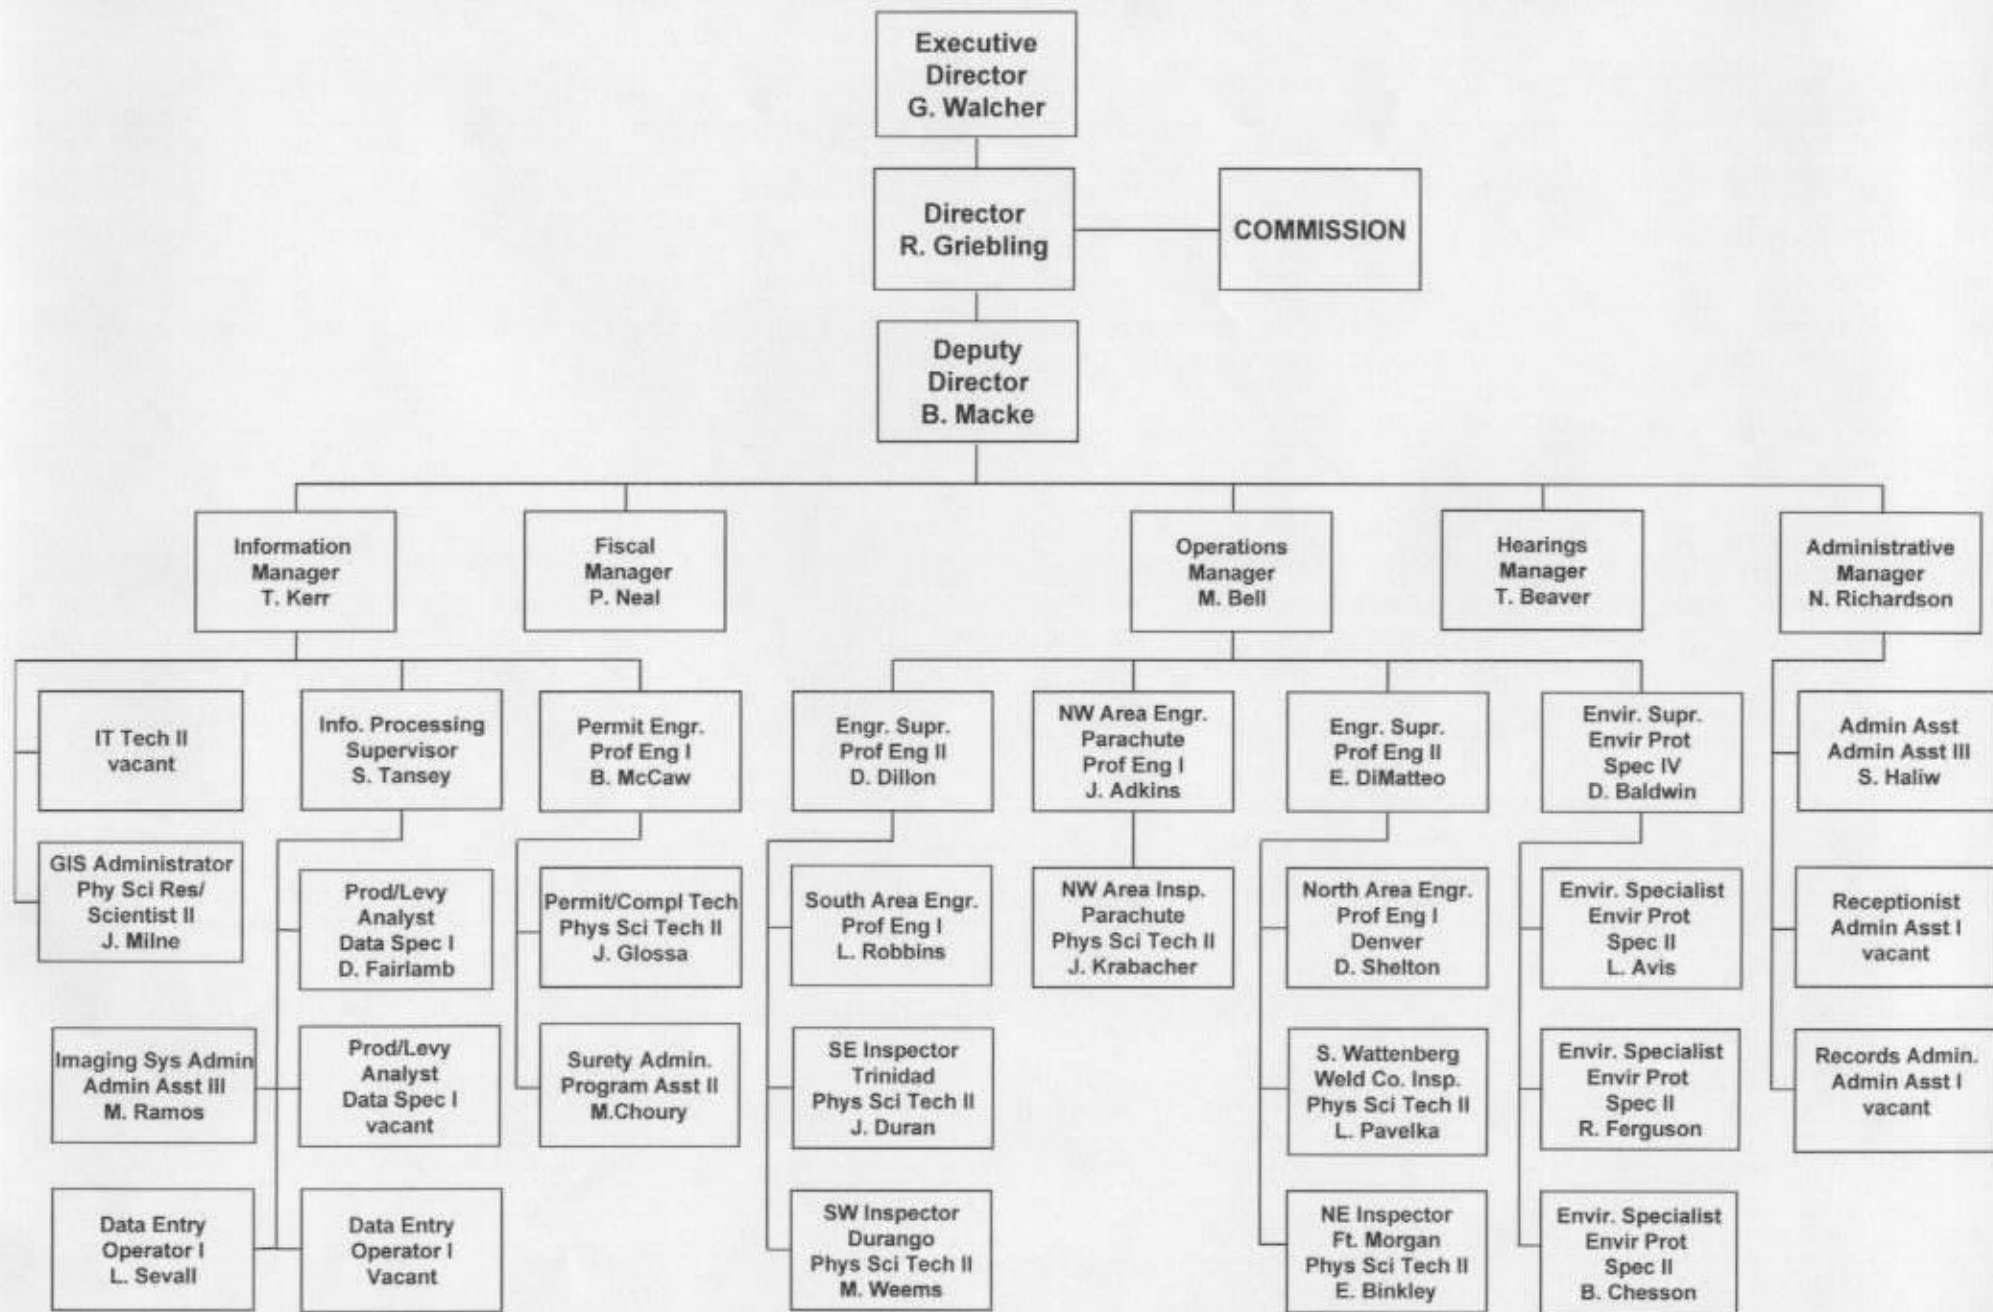 Executive
Director
G. Walcher
Director
R. Griebling
COMMISSION
Deputy
Director
B. Macke
Information
Manager
T. Kerr
Fiscal
Manager
P. Neal
Operations
Manager
M. Bell
Hearings
Manager
T. Beaver
Administrative
Manager
N. Richardson
IT Tech II
vacant
Info. Processing
Supervisor
S. Tansey
Permit Engr.
Prof Eng I
B. McCaw
Engr. Supr.
Prof Eng II
D. Dillon
NW Area Engr.
Parachute
Prof Eng I
J. Adkins
Engr. Supr.
Prof Eng II
E. DiMatteo
Envir. Supr.
Envir Prot
Spec IV
D. Baldwin
Admin Asst
Admin Asst III
S. Haliw
GIS Administrator
Phy Sci Res/
Scientist II
J. Milne
Prod/Levy
Analyst
Data Spec I
D. Fairlamb
Permit/Compl Tech
Phys Sci Tech II
J. Glossa
South Area Engr.
Prof Eng I
L. Robbins
NW Area Insp.
Parachute
Phys Sci Tech II
J. Krabacher
North Area Engr.
Prof Eng I
Denver
D. Shelton
Envir. Specialist
Envir Prot
Spec II
L. Avis
Receptionist
Admin Asst I
vacant
Imaging Sys Admin
Admin Asst III
M. Ramos
Prod/Levy
Analyst
Data Spec I
vacant
Surety Admin.
Program Asst II
M.Choury
SE Inspector
Trinidad
Phys Sci Tech II
J. Duran
S. Wattenberg
Weld Co. Insp.
Phys Sci Tech II
L. Pavelka
Envir. Specialist
Envir Prot
Spec II
R. Ferguson
Records Admin.
Admin Asst I
vacant
Data Entry
Operator I
L. Sevall
Data Entry
Operator I
Vacant
SW Inspector
Durango
Phys Sci Tech II
M. Weems
NE Inspector
Ft. Morgan
Phys Sci Tech II
E. Binkley
Envir. Specialist
Envir Prot
Spec II
B. Chesson